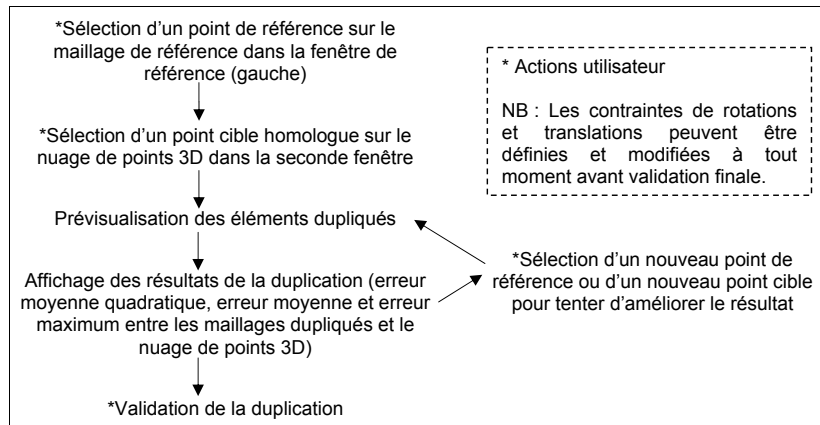 *Sélection d'un point de référence sur le
maillage de référence dans la fenêtre de
référence (gauche)
*Sélection d'un point cible homologue sur le
nuage de points 3D dans la seconde fenêtre
Prévisualisation des éléments dupliqués
Affichage des résultats de la duplication (erreur
moyenne quadratique, erreur moyenne et erreur
maximum entre les maillages dupliqués et le
nuage de points 3D)
*Validation de la duplication
* Actions utilisateur
NB : Les contraintes de rotations
et translations peuvent être
définies et modifiées à tout
moment avant validation finale.
*Sélection d'un nouveau point de
référence ou d'un nouveau point cible
pour tenter d'améliorer le résultat